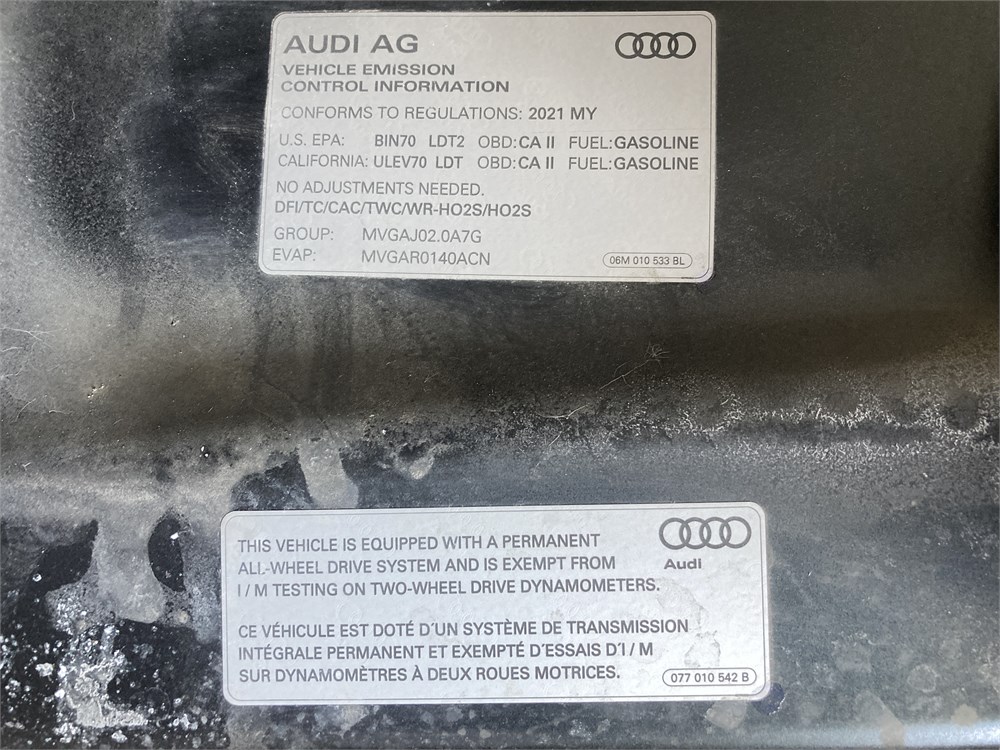 AUDI AG
VEHICLE EMISSION
CONTROL INFORMATION
CONFORMS TO REGULATIONS: 2021 MY
U.S. EPA: BIN70 LDT2 OBD:CA II FUEL:GASOLINE
CALIFORNIA: ULEV70 LDT OBD:CA II FUEL:GASOLINE
NO ADJUSTMENTS NEEDED.
DFI/TC/CAC/TWC/WR-HO2S/HO2S
GROUP: MVGAJ02.0A7G
EVAP: MVGAR0140ACN
06M 010 533 BL
Audi
THIS VEHICLE IS EQUIPPED WITH A PERMANENT
ALL-WHEEL DRIVE SYSTEM AND IS EXEMPT FROM
I / M TESTING ON TWO-WHEEL DRIVE DYNAMOMETERS.
CE VÉHICULE EST DOTÉ D'UN SYSTÈME DE TRANSMISSION
INTÉGRALE PERMANENT ET EXEMPTÉ D'ESSAIS D'I / M
SUR DYNAMOMÈTRES À DEUX ROUES MOTRICES.
077 010 542 B